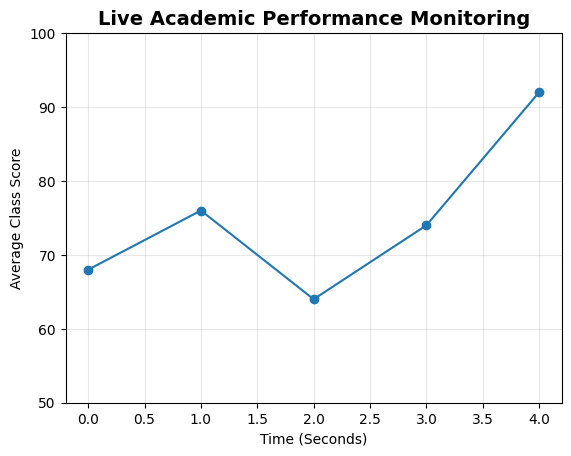 Live Academic Performance Monitoring
100
90
80
70
60
50
Average Class Score
0.0 0.5 1.0 1.5 2.0 2.5 3.0 3.5 4.0
Time (Seconds)